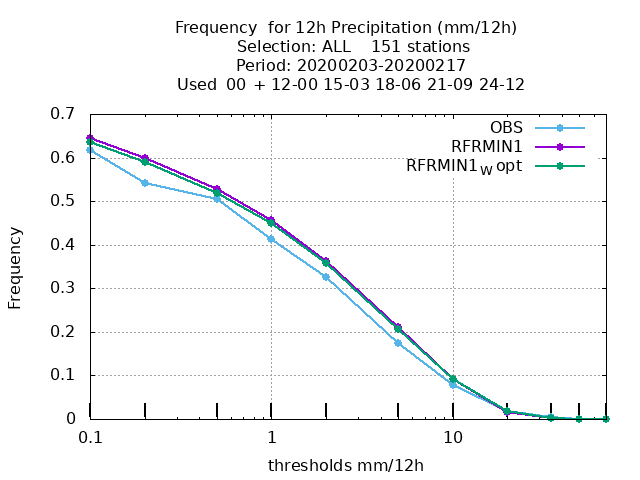 Frequency  for 12h Precipitation (mm/12h)
Selection: ALL    151 stations
Period: 20200203-20200217
Used  00 + 12-00 15-03 18-06 21-09 24-12
0.7
0.6
0.5
0.4
0.3
0.2
0.1
0
Frequency
OBS
RFRMIN1
RFRMIN1w opt
0.1 1 10
thresholds mm/12h